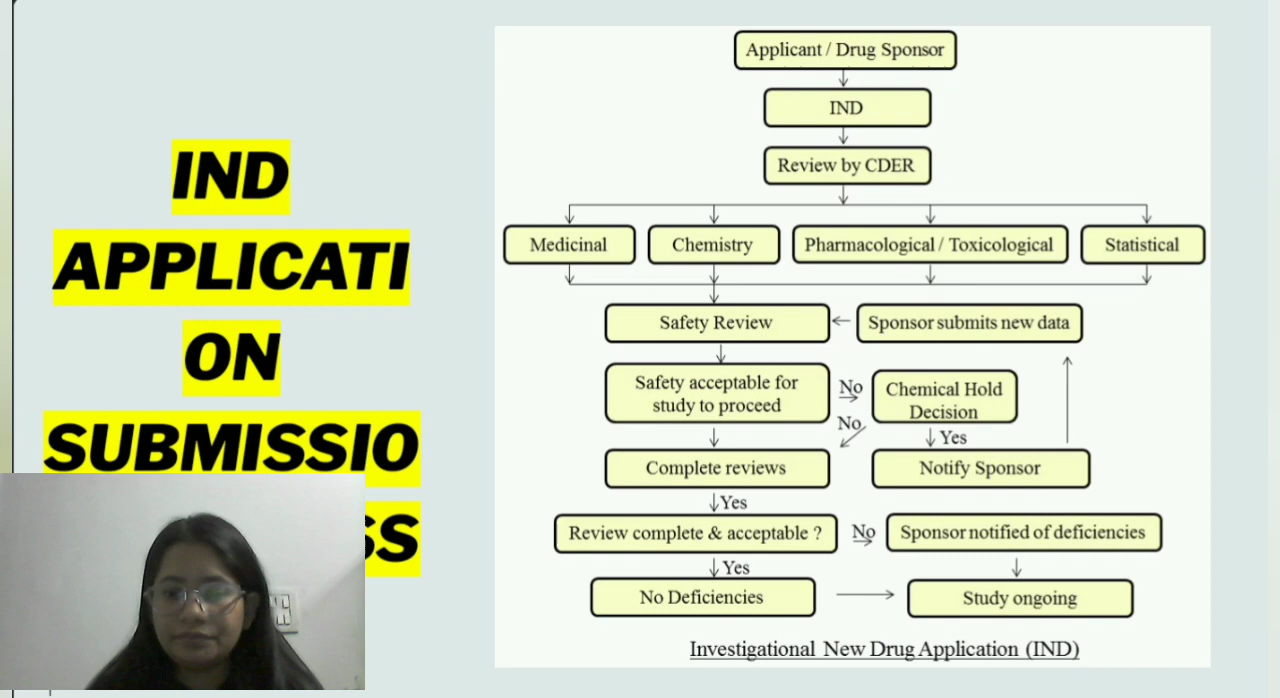 IND
APPLICATI
ON
SUBMISSIO
SS
Applicant / Drug Sponsor
IND
Review by CDER
Medicinal
Chemistry
Pharmacological / Toxicological
Statistical
Safety Review
Sponsor submits new data
Safety acceptable for
study to proceed
No
Chemical Hold
Decision
No
Yes
Complete reviews
Notify Sponsor
Yes
Review complete & acceptable ?
No
Sponsor notified of deficiencies
Yes
No Deficiencies
Study ongoing
Investigational New Drug Application (IND)